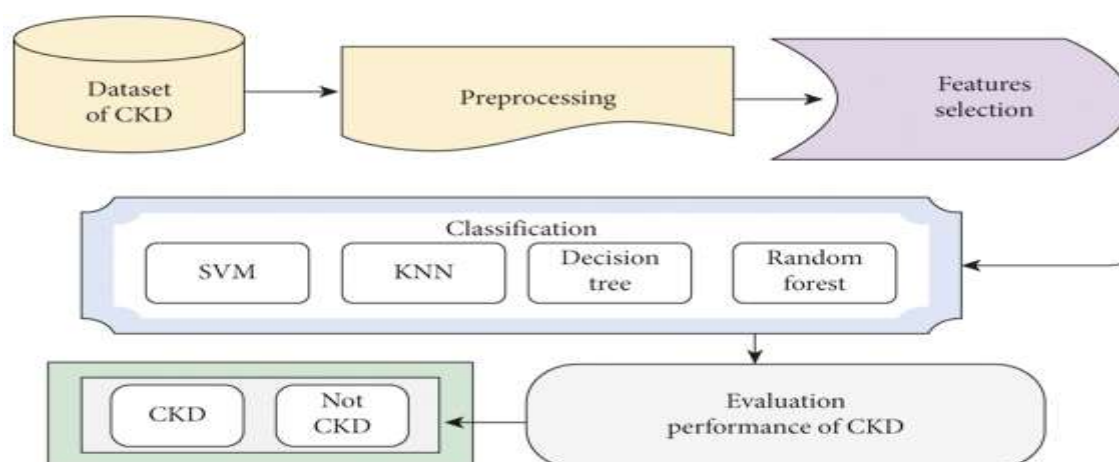 Dataset
of CKD
Preprocessing
Features
selection
Classification
SVM
KNN
Decision
tree
Random
forest
CKD
Not
CKD
Evaluation
performance of CKD